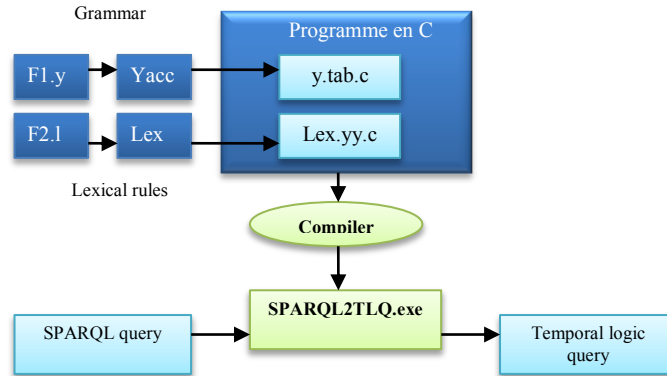 Grammar
Programme en C
F1.y
Yacc
y.tab.c
F2.l
Lex
Lex.yy.c
Lexical rules
Compiler
SPARQL query
SPARQL2TLQ.exe
Temporal logic
query